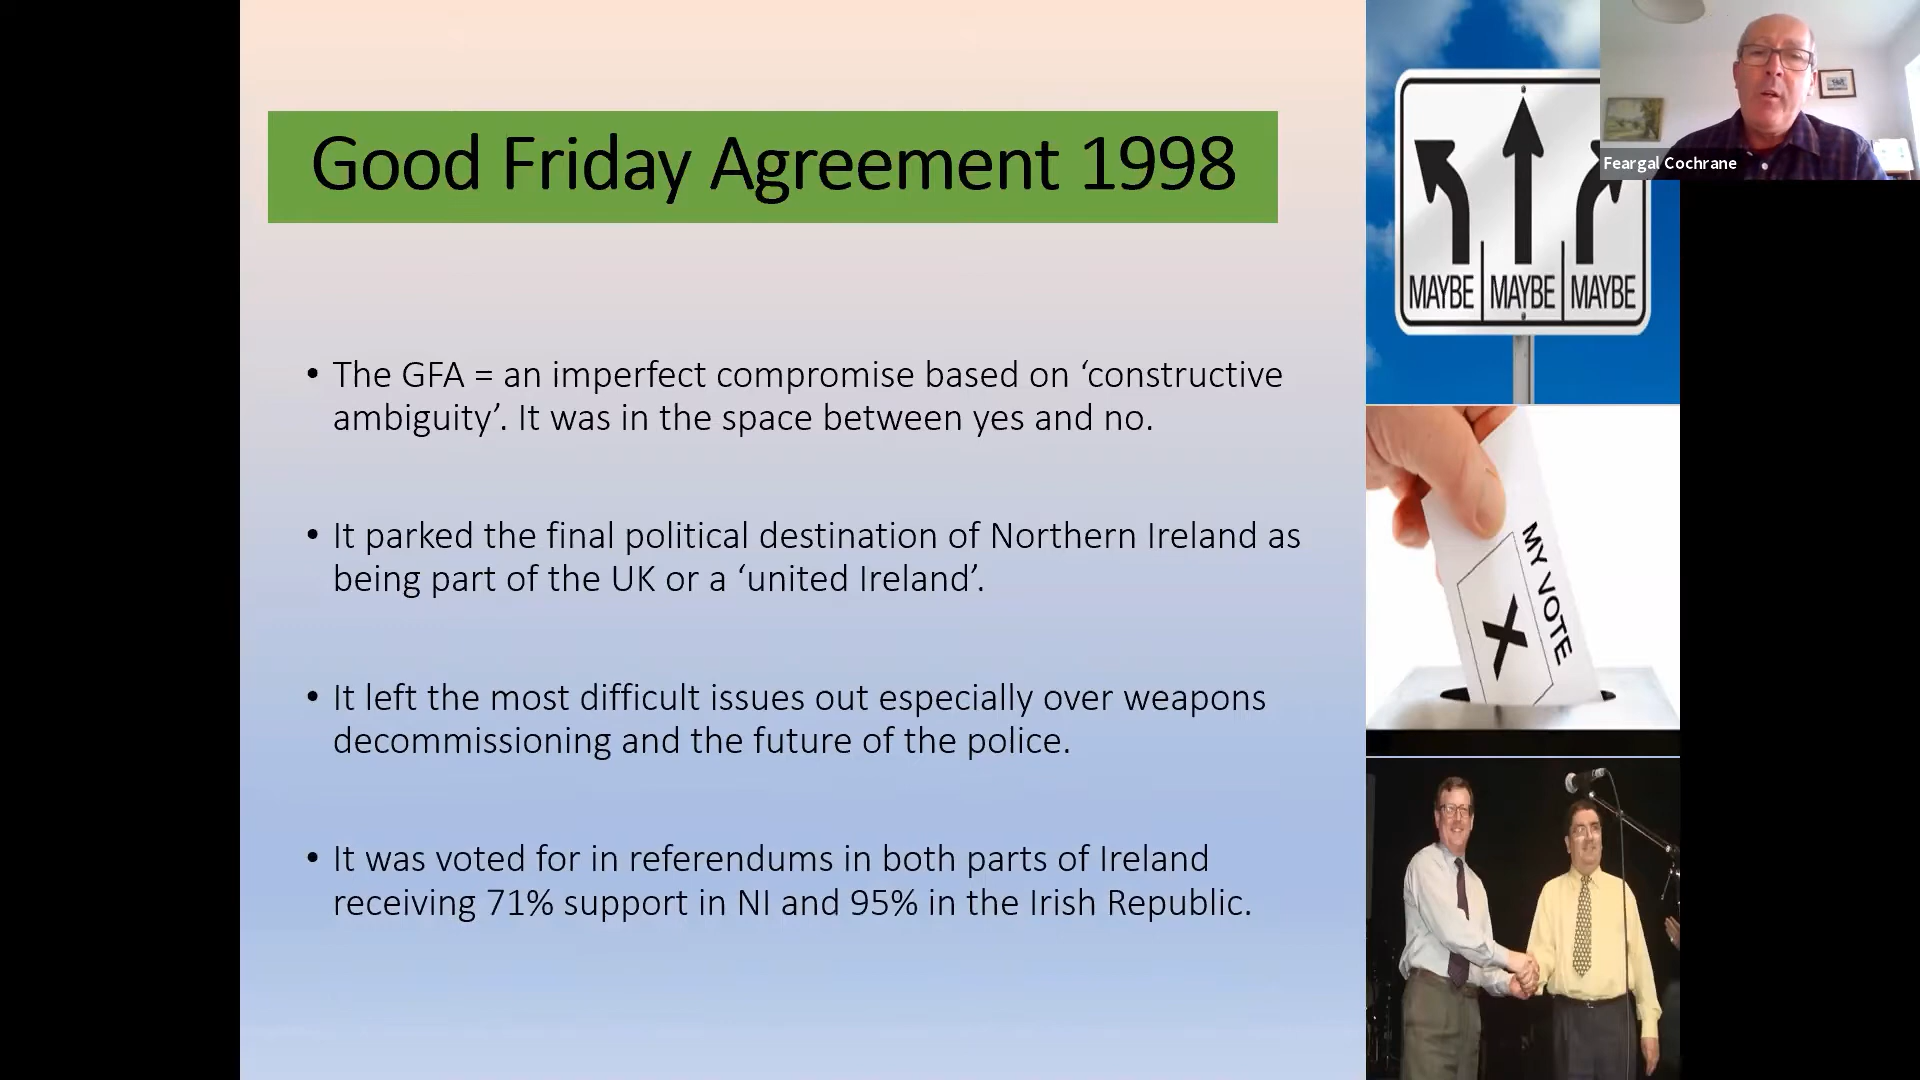 Good Friday Agreement 1998
• The GFA = an imperfect compromise based on ‘constructive
ambiguity’. It was in the space between yes and no.
• It parked the final political destination of Northern Ireland as
being part of the UK or a ‘united Ireland’.
• It left the most difficult issues out especially over weapons
decommissioning and the future of the police.
• It was voted for in referendums in both parts of Ireland
receiving 71% support in NI and 95% in the Irish Republic.
MAYBE MAYBE MAYBE
MY VOTE
X
Feargal Cochrane